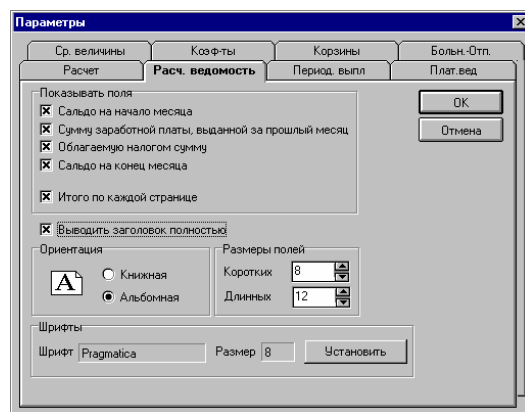 Параметры
Ср. величины Коэф-ты Корзины Больн.-Отп.
Расчет Расч. ведомость Период. выпл Плат.вед
Показывать поля
Сальдо на начало месяца
Сумму заработной платы, выданной за прошлый месяц
Облагаемую налогом сумму
Сальдо на конец месяца
Итого по каждой странице
OK
Отмена
Выводить заголовок полностью
Ориентация
A
Книжная
Альбомная
Размеры полей
Коротких 8
Длинных 12
Шрифты
Шрифт Pragmatica Размер 8 Установить